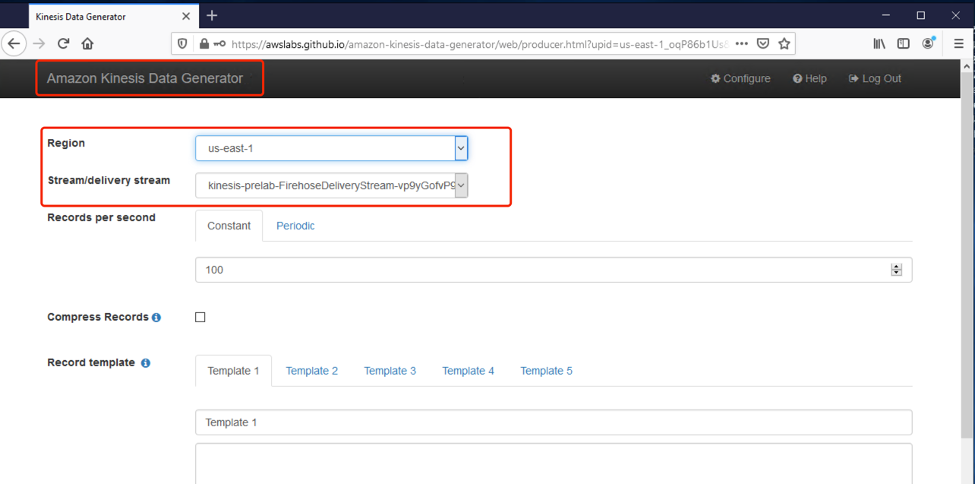 Kinesis Data Generator
https://awslabs.github.io/amazon-kinesis-data-generator/web/producer.html?upid=us-east-1_oqP86b1Us
Amazon Kinesis Data Generator
Configure Help Log Out
Region us-east-1
Stream/delivery stream kinesis-prelab-FirehoseDeliveryStream-vp9yGofvP9
Records per second Constant Periodic
100
Compress Records
Record template Template 1 Template 2 Template 3 Template 4 Template 5
Template 1